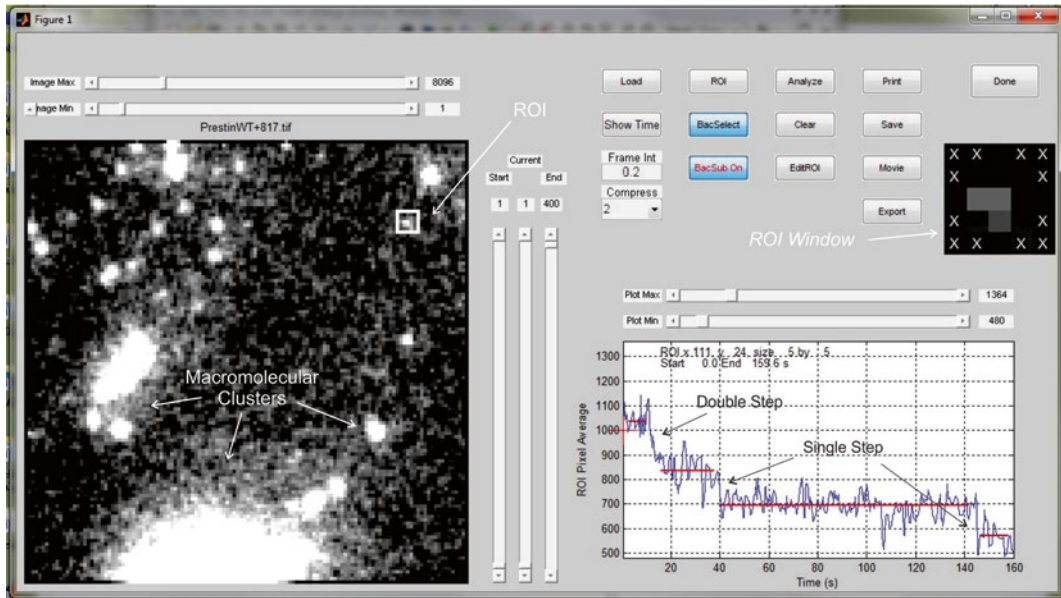 Figure 1
Image Max
8096
nage Min
1
PrestinWT+817.tif
ROI
Current
Start
End
1
1
400
Macromolecular
Clusters
Load
ROI
Analyze
Print
Done
Show Time
BacSelect
Clear
Save
Frame Int
0.2
BacSub On
EditROI
Movie
Compress
2
Export
X X X X
X X
ROI Window
X X
X X X X
Plot Max
1364
Plot Min
480
ROI x 111, y 24, size 5 by 5
Start 0.0 End 159.6 s
Double Step
Single Step
ROI Pixel Average
1300
1200
1100
1000
900
800
700
600
500
20
40
60
80
100
120
140
160
Time (s)